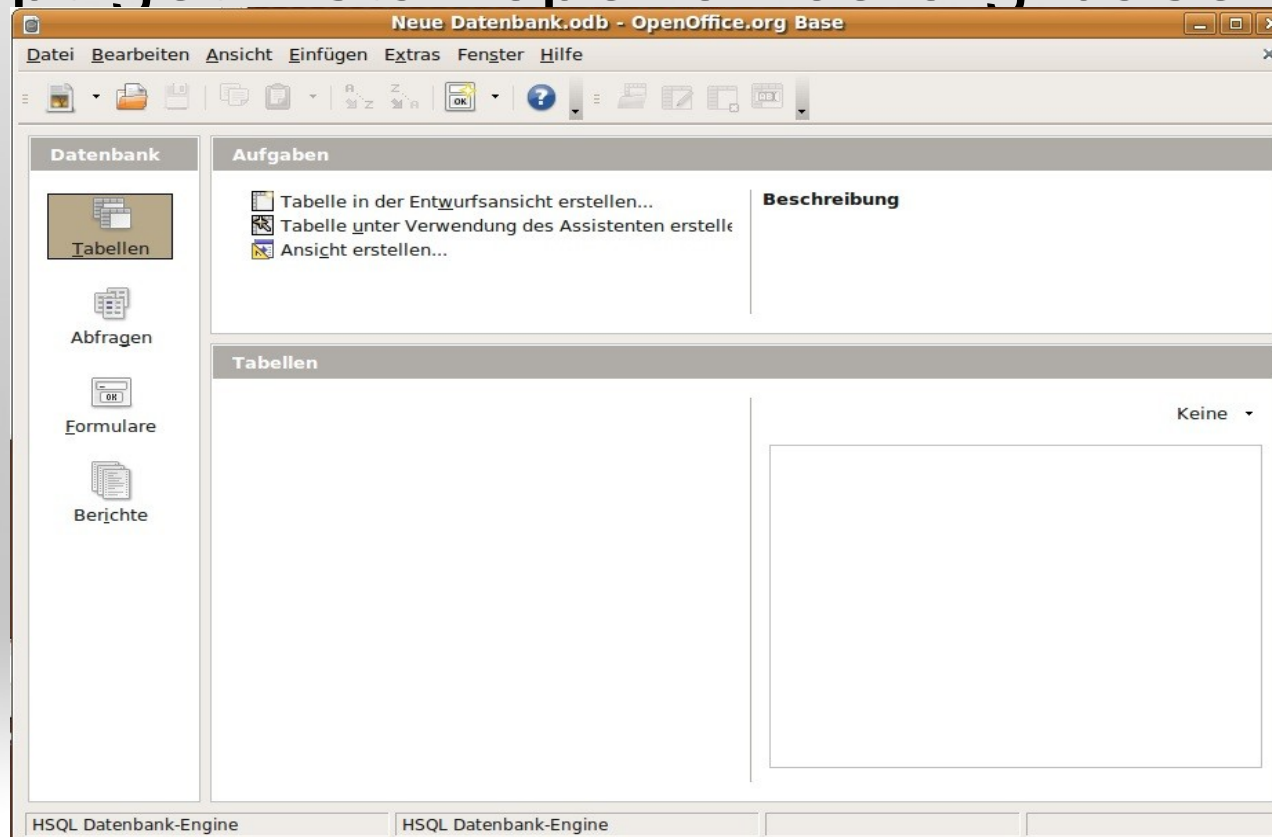 Neue Datenbank.odb - OpenOffice.org Base
Datei Bearbeiten Ansicht Einfügen Extras Fenster Hilfe
Datenbank
Aufgaben
Tabelle in der Entwurfsansicht erstellen...
Tabelle unter Verwendung des Assistenten erstelle
Ansicht erstellen...
Beschreibung
Tabellen
Abfragen
Formulare
Berichte
Tabellen
Keine
HSQL Datenbank-Engine HSQL Datenbank-Engine